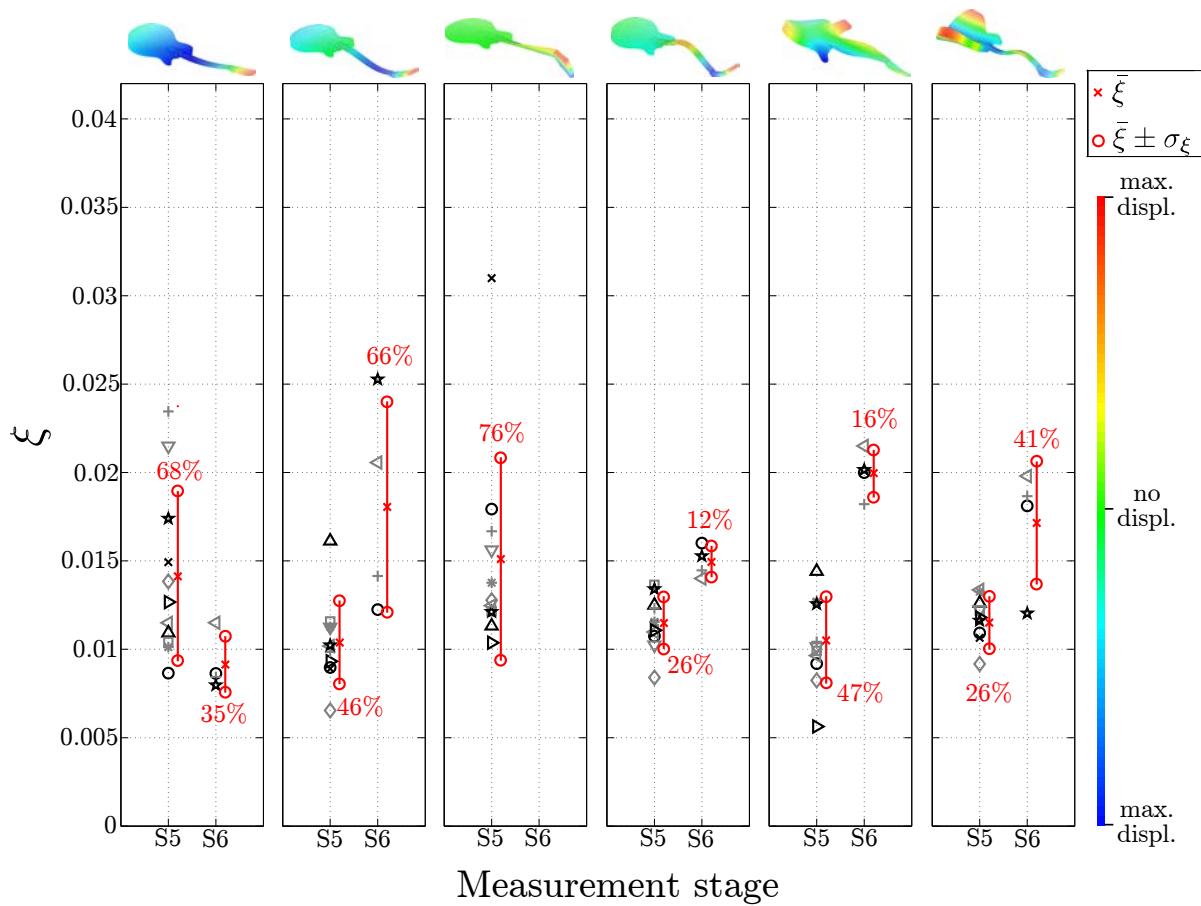 ξ̄
ξ̄ ± σξ
max.
displ.
no
displ.
max.
displ.
0.04
0.035
0.03
0.025
0.02
0.015
0.01
0.005
0
ξ
68%
35%
46%
66%
76%
26%
12%
47%
16%
26%
41%
S5 S6
S5 S6
S5 S6
S5 S6
S5 S6
S5 S6
Measurement stage